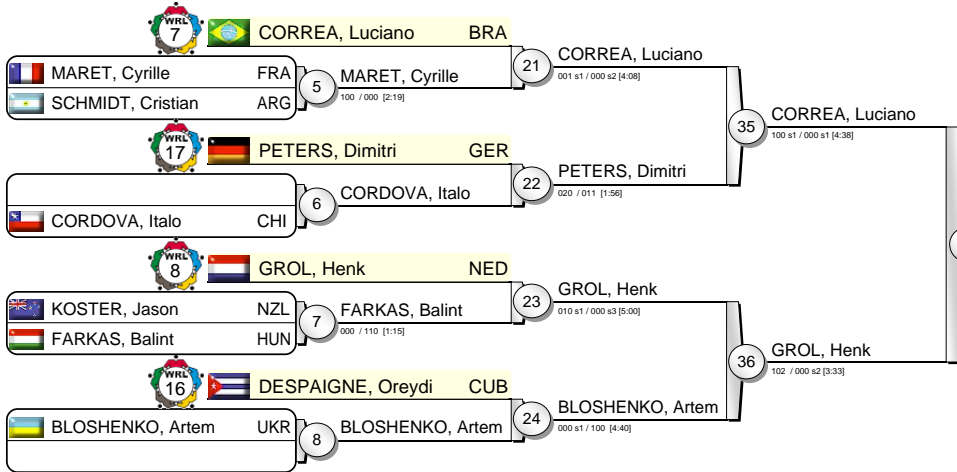 WRL
7
CORREA, Luciano BRA
MARET, Cyrille FRA
SCHMIDT, Cristian ARG
5
MARET, Cyrille
100 / 000 [2:19]
21
CORREA, Luciano
001 s1 / 000 s2 [4:08]
WRL
17
PETERS, Dimitri GER
CORDOVA, Italo CHI
6
CORDOVA, Italo
22
PETERS, Dimitri
020 / 011 [1:56]
35
CORREA, Luciano
100 s1 / 000 s1 [4:38]
WRL
8
GROL, Henk NED
KOSTER, Jason NZL
FARKAS, Balint HUN
7
FARKAS, Balint
000 / 110 [1:15]
23
GROL, Henk
010 s1 / 000 s3 [5:00]
WRL
16
DESPAIGNE, Oreydi CUB
BLOSHENKO, Artem UKR
8
BLOSHENKO, Artem
24
BLOSHENKO, Artem
000 s1 / 100 [4:40]
36
GROL, Henk
102 / 000 s2 [3:33]